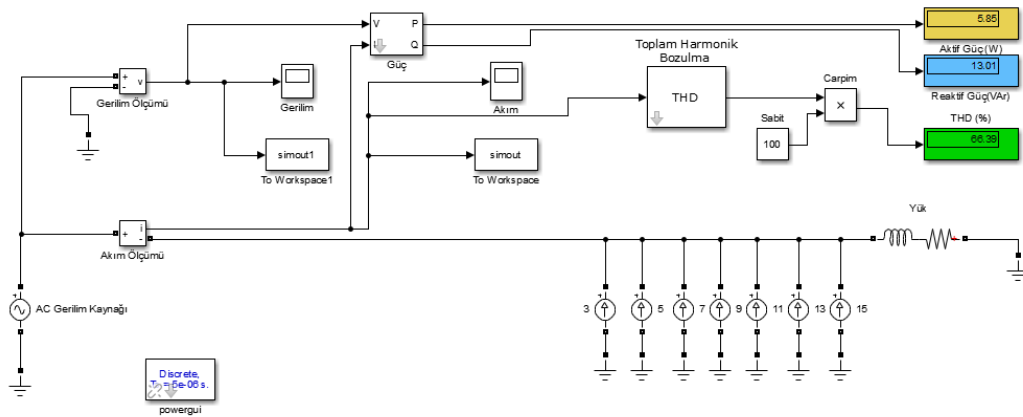 V
I
P
Q
Güç
5.85
Aktif Güç(W)
13.01
Reaktif Güç(VAr)
THD (%)
66.39
+
-
v
Gerilim Ölçümü
Gerilim
simout1
To Workspace1
Akım
simout
To Workspace
Toplam Harmonik
Bozulma
THD
Carpim
×
Sabit
100
+
i
-
Akım Ölçümü
Yük
AC Gerilim Kaynağı
3
5
7
9
11
13
15
Discrete,
= 5e-06 s.
powergui